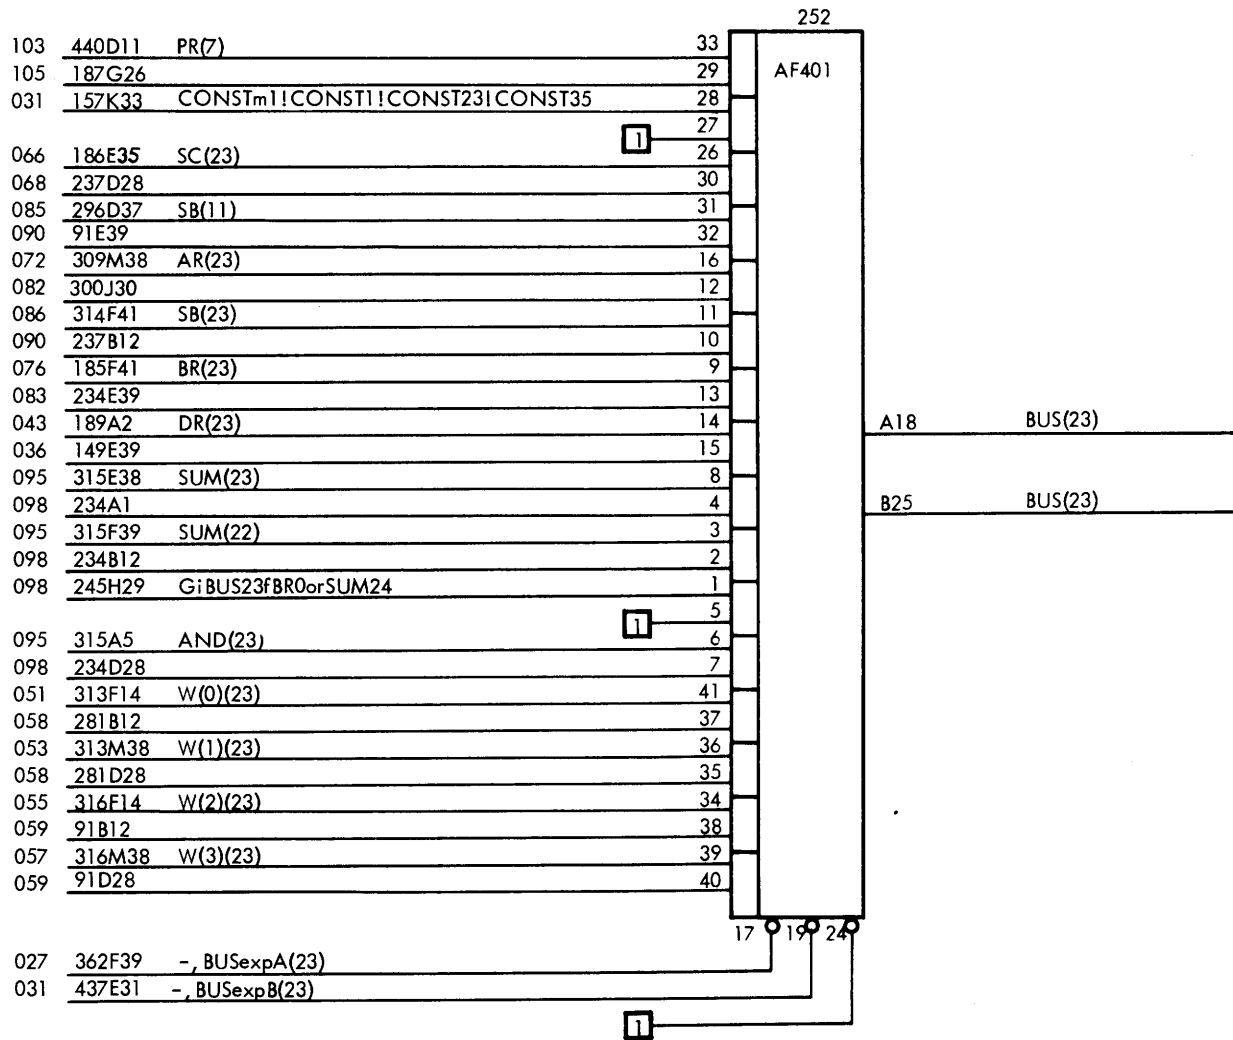 252
AF401
103 440D11 PR(7) 33
105 187G26 29
031 157K33 CONSTm1!CONST1!CONST23!CONST35 28
1 27
066 186E35 SC(23) 26
068 237D28 30
085 296D37 SB(11) 31
090 91E39 32
072 309M38 AR(23) 16
082 300J30 12
086 314F41 SB(23) 11
090 237B12 10
076 185F41 BR(23) 9
083 234E39 13
043 189A2 DR(23) 14 A18 BUS(23)
036 149E39 15
095 315E38 SUM(23) 8
098 234A1 4 B25 BUS(23)
095 315F39 SUM(22) 3
098 234B12 2
098 245H29 GiBUS23fBR0orSUM24 1
1 5
095 315A5 AND(23) 6
098 234D28 7
051 313F14 W(0)(23) 41
058 281B12 37
053 313M38 W(1)(23) 36
058 281D28 35
055 316F14 W(2)(23) 34
059 91B12 38
057 316M38 W(3)(23) 39
059 91D28 40
17 19 24
027 362F39 -,BUSexpA(23)
031 437E31 -,BUSexpB(23)
1